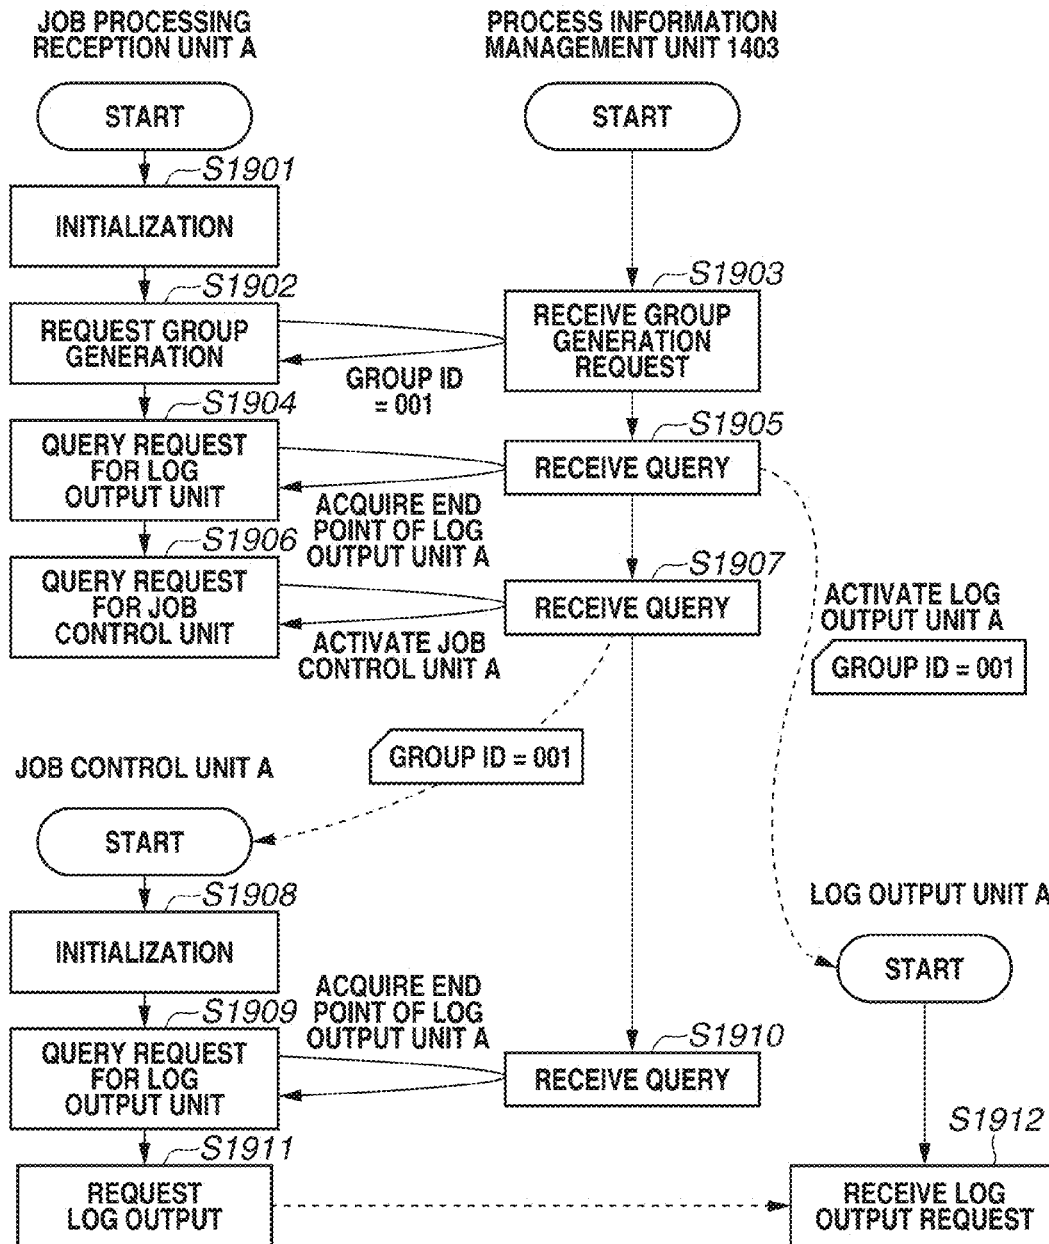 JOB PROCESSING
RECEPTION UNIT A
PROCESS INFORMATION
MANAGEMENT UNIT 1403
START
START
S1901
INITIALIZATION
S1902
REQUEST GROUP
GENERATION
S1903
RECEIVE GROUP
GENERATION
REQUEST
GROUP ID
= 001
S1904
QUERY REQUEST
FOR LOG
OUTPUT UNIT
S1905
RECEIVE QUERY
ACQUIRE END
POINT OF LOG
OUTPUT UNIT A
S1906
QUERY REQUEST
FOR JOB
CONTROL UNIT
S1907
RECEIVE QUERY
ACTIVATE JOB
CONTROL UNIT A
ACTIVATE LOG
OUTPUT UNIT A
GROUP ID = 001
GROUP ID = 001
JOB CONTROL UNIT A
START
S1908
INITIALIZATION
LOG OUTPUT UNIT A
START
ACQUIRE END
POINT OF LOG
OUTPUT UNIT A
S1909
QUERY REQUEST
FOR LOG
OUTPUT UNIT
S1910
RECEIVE QUERY
S1911
REQUEST
LOG OUTPUT
S1912
RECEIVE LOG
OUTPUT REQUEST